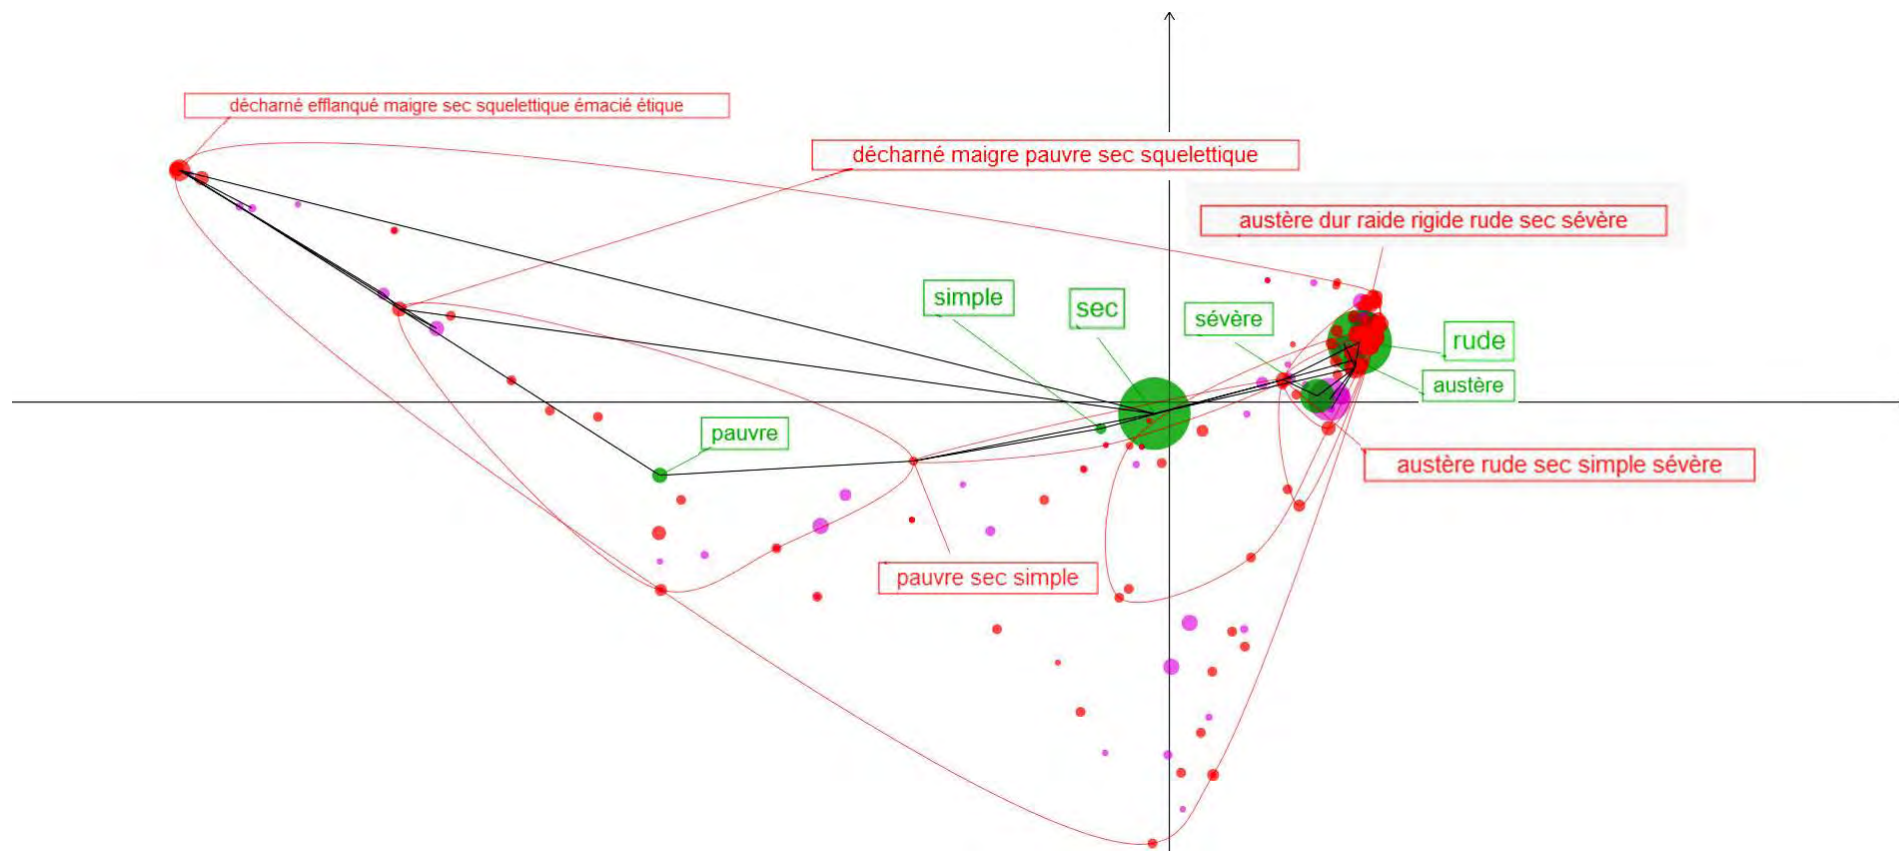 décharné efflanqué maigre sec squelettique émacié étique
décharné maigre pauvre sec squelettique
austère dur raide rigide rude sec sévère
simple
sec
sévère
rude
austère
pauvre
austère rude sec simple sévère
pauvre sec simple